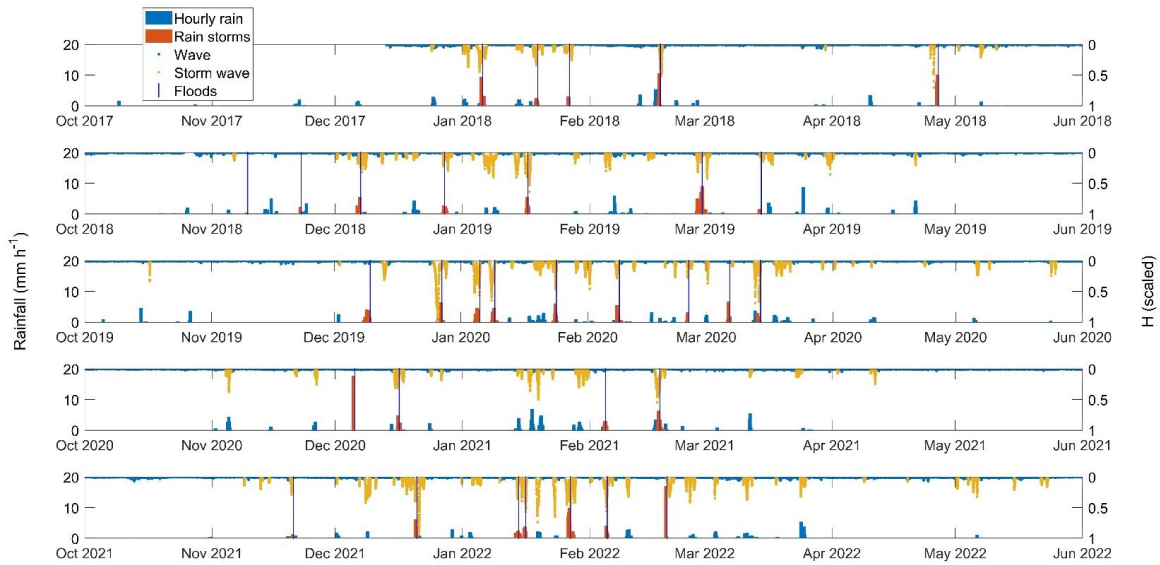 Hourly rain
Rain storms
Wave
Storm wave
Floods
Rainfall (mm h⁻¹)
H (scaled)
20 0
10 0.5
0 1
Oct 2017 Nov 2017 Dec 2017 Jan 2018 Feb 2018 Mar 2018 Apr 2018 May 2018 Jun 2018
20 0
10 0.5
0 1
Oct 2018 Nov 2018 Dec 2018 Jan 2019 Feb 2019 Mar 2019 Apr 2019 May 2019 Jun 2019
20 0
10 0.5
0 1
Oct 2019 Nov 2019 Dec 2019 Jan 2020 Feb 2020 Mar 2020 Apr 2020 May 2020 Jun 2020
20 0
10 0.5
0 1
Oct 2020 Nov 2020 Dec 2020 Jan 2021 Feb 2021 Mar 2021 Apr 2021 May 2021 Jun 2021
20 0
10 0.5
0 1
Oct 2021 Nov 2021 Dec 2021 Jan 2022 Feb 2022 Mar 2022 Apr 2022 May 2022 Jun 2022